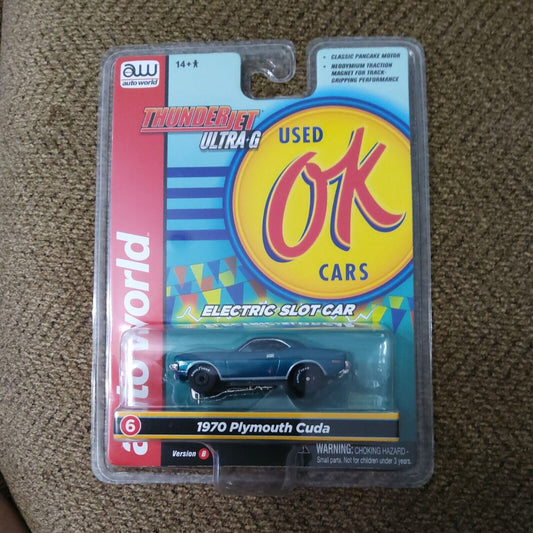 aw
auto world
14+
THUNDERJET
ULTRA-G
• CLASSIC PANCAKE MOTOR
• NEODYMIUM TRACTION
MAGNET FOR TRACK-
GRIPPING PERFORMANCE
USED
OK
CARS
auto world
ELECTRIC SLOT CAR
6
1970 Plymouth Cuda
Version B
WARNING: CHOKING HAZARD -
Small parts. Not for children under 3 years.